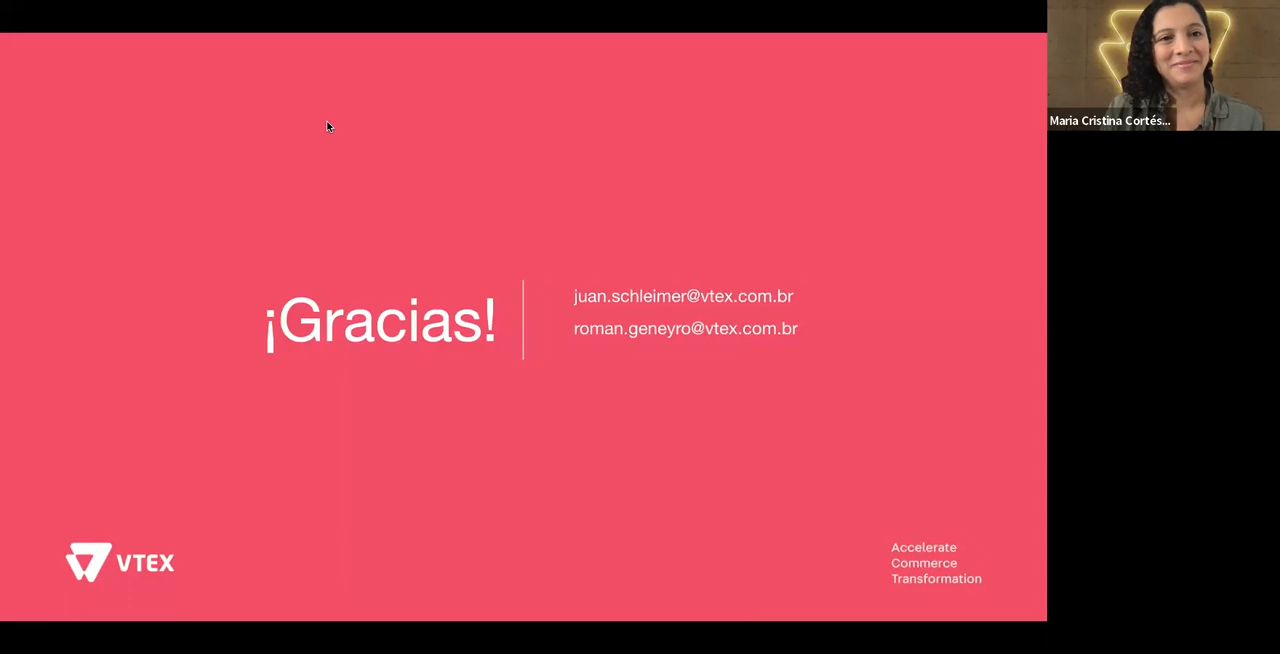 Maria Cristina Cortés...
¡Gracias!
juan.schleimer@vtex.com.br
roman.geneyro@vtex.com.br
VTEX
Accelerate
Commerce
Transformation